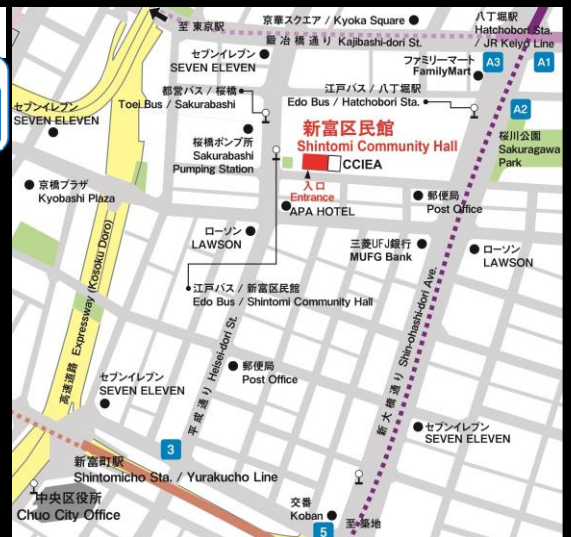 京華スクエア / Kyoka Square
八丁堀駅
Hatchobori Sta.
/ JR Keiyo Line
至 東京駅
鍛冶橋通り Kajibashi-dori St.
セブンイレブン
SEVEN ELEVEN
ファミリーマート
FamilyMart
A3
A1
都営バス / 桜橋
Toei Bus / Sakurabashi
江戸バス / 八丁堀駅
Edo Bus / Hatchobori Sta.
A2
セブンイレブン
SEVEN ELEVEN
新富区民館
Shintomi Community Hall
桜川公園
Sakuragawa
Park
桜橋ポンプ所
Sakurabashi
Pumping Station
CCIEA
入口
Entrance
京橋プラザ
Kyobashi Plaza
郵便局
Post Office
APA HOTEL
ローソン
LAWSON
三菱UFJ銀行
MUFG Bank
ローソン
LAWSON
江戸バス / 新富区民館
Edo Bus / Shintomi Community Hall
高速道路 Expressway (Kosoku Doro)
平成通り Heisei-dori St.
新大橋通り Shin-ohashi-dori Ave.
郵便局
Post Office
セブンイレブン
SEVEN ELEVEN
セブンイレブン
SEVEN ELEVEN
3
新富町駅
Shintomicho Sta. / Yurakucho Line
中央区役所
Chuo City Office
交番
Koban
5
至 築地